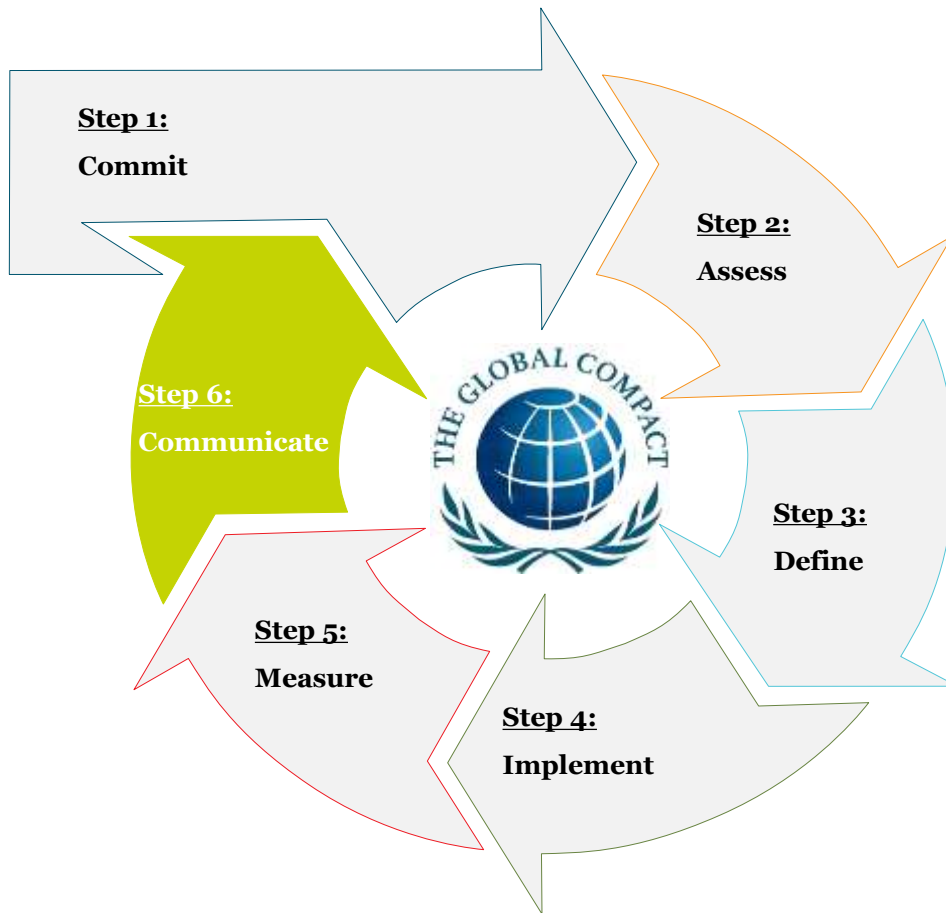 Step 1:
Commit
Step 2:
Assess
Step 3:
Define
Step 4:
Implement
Step 5:
Measure
Step 6:
Communicate
THE GLOBAL COMPACT